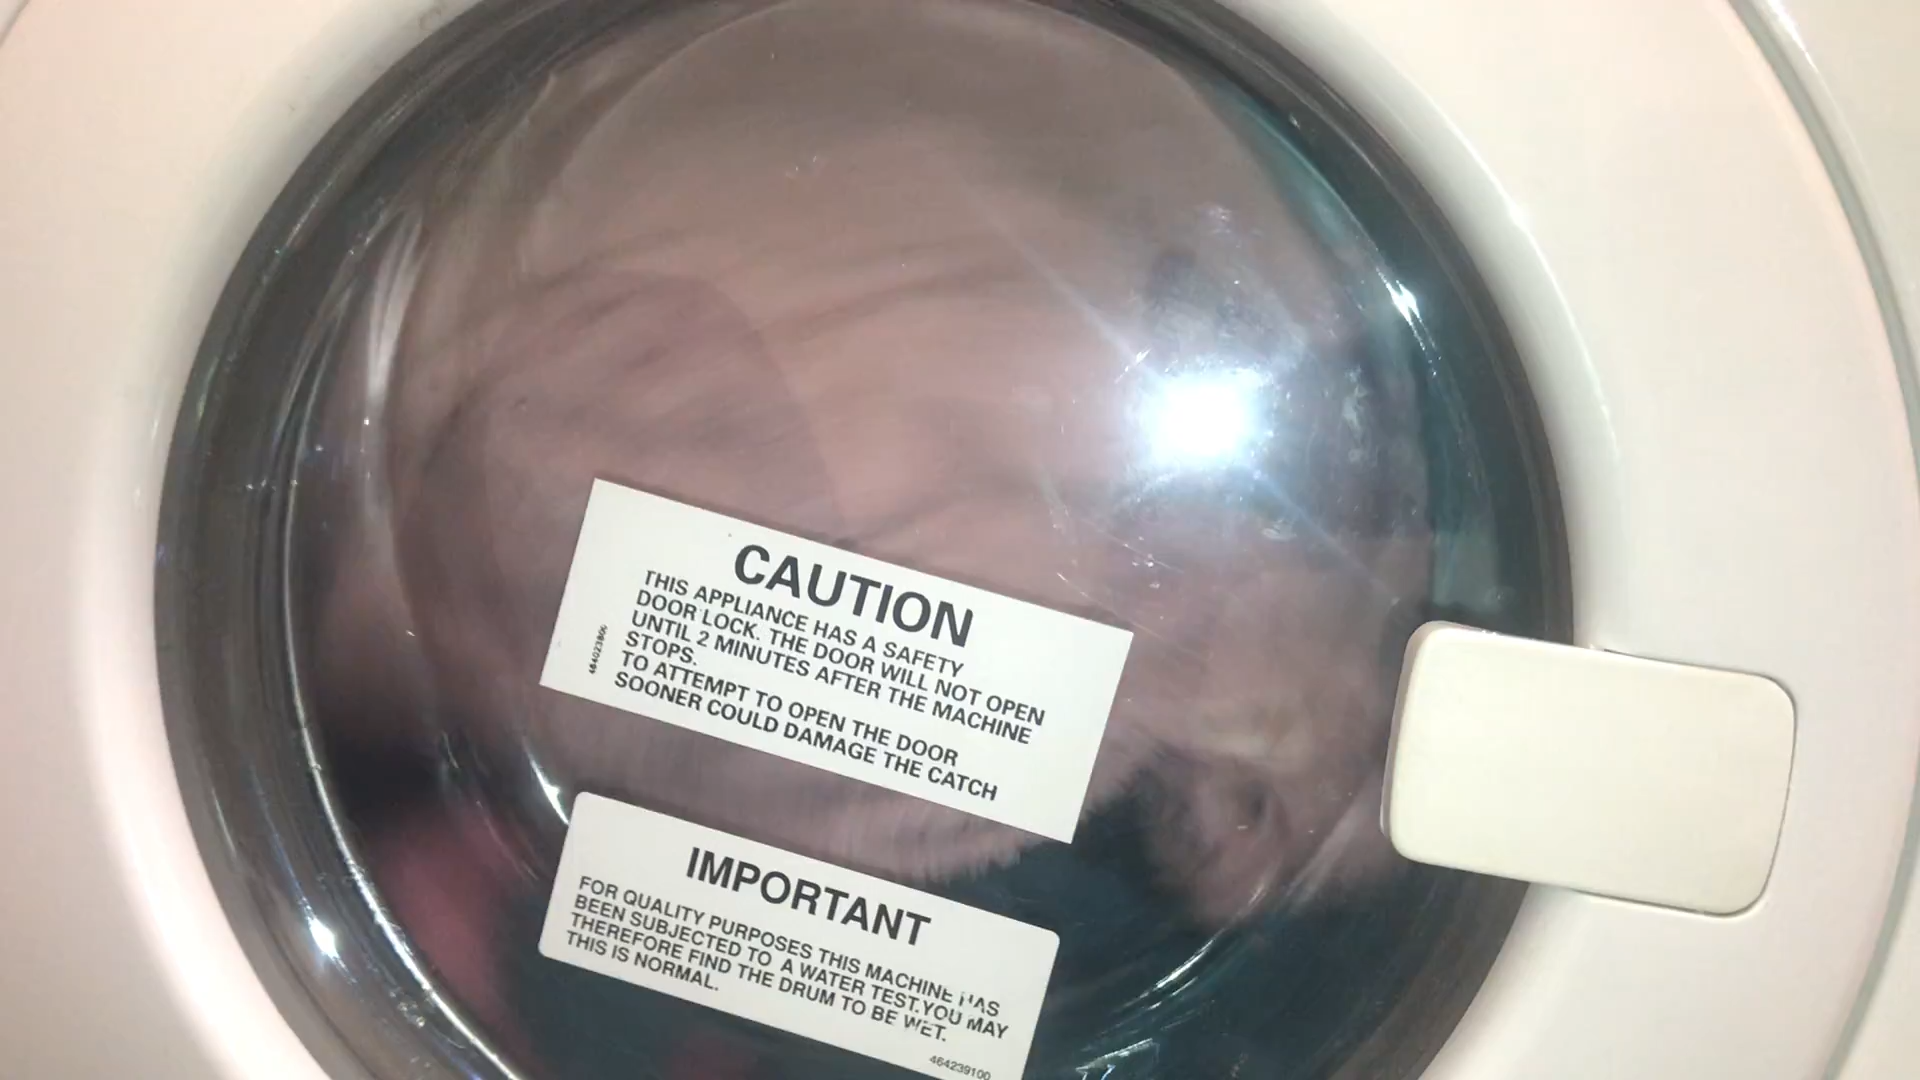 CAUTION
THIS APPLIANCE HAS A SAFETY
DOOR LOCK. THE DOOR WILL NOT OPEN
UNTIL 2 MINUTES AFTER THE MACHINE
STOPS.
TO ATTEMPT TO OPEN THE DOOR
SOONER COULD DAMAGE THE CATCH
IMPORTANT
FOR QUALITY PURPOSES THIS MACHINE HAS
BEEN SUBJECTED TO A WATER TEST.YOU MAY
THEREFORE FIND THE DRUM TO BE WET.
THIS IS NORMAL.
464239100